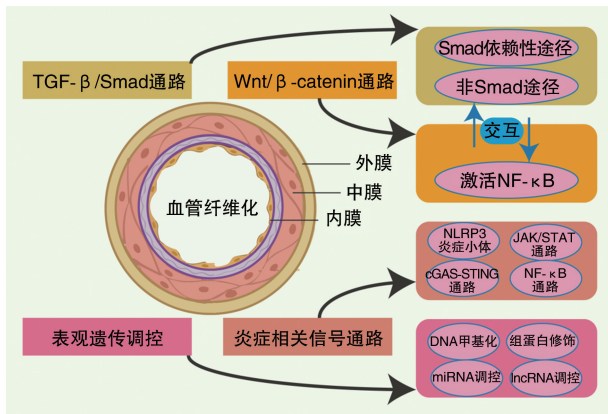 Smad依赖性途径
TGF-β/Smad通路
Wnt/β-catenin通路
非Smad途径
交互
外膜
激活NF-κB
中膜
血管纤维化
内膜
NLRP3
炎症小体
JAK/STAT
通路
cGAS-STING
通路
NF-κB
通路
表观遗传调控
炎症相关信号通路
DNA甲基化
组蛋白修饰
miRNA调控
lncRNA调控